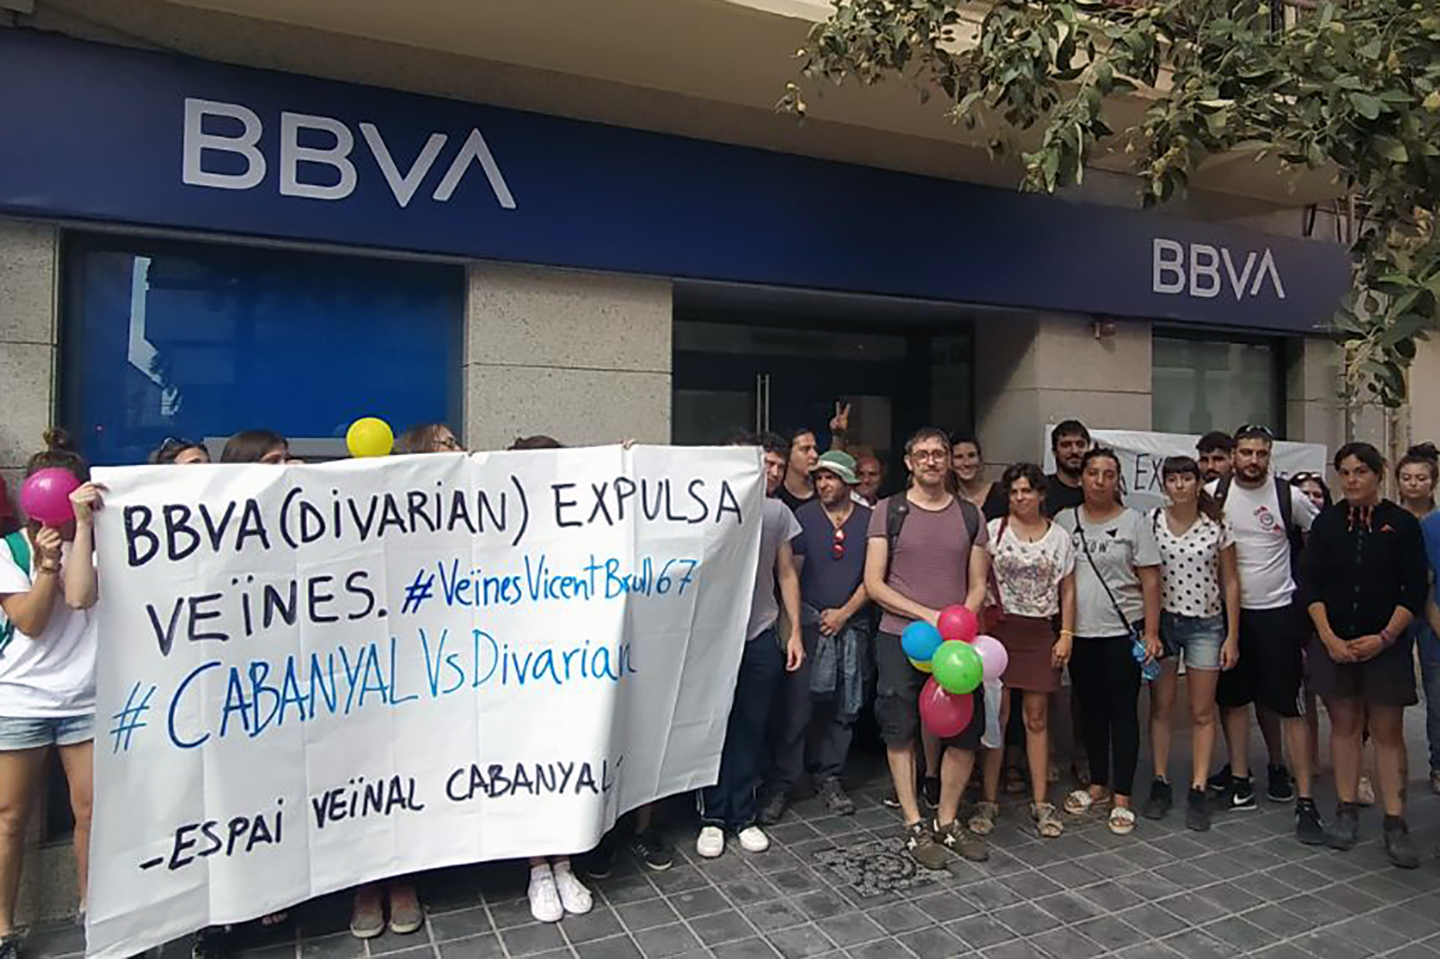 BBVA
BBVA
BBVA (DIVARIAN) EXPULSA
VEÏNES. #VeïnesVicentBrull67
#CABANYALVsDivarian
-ESPAI VEÏNAL CABANYAL